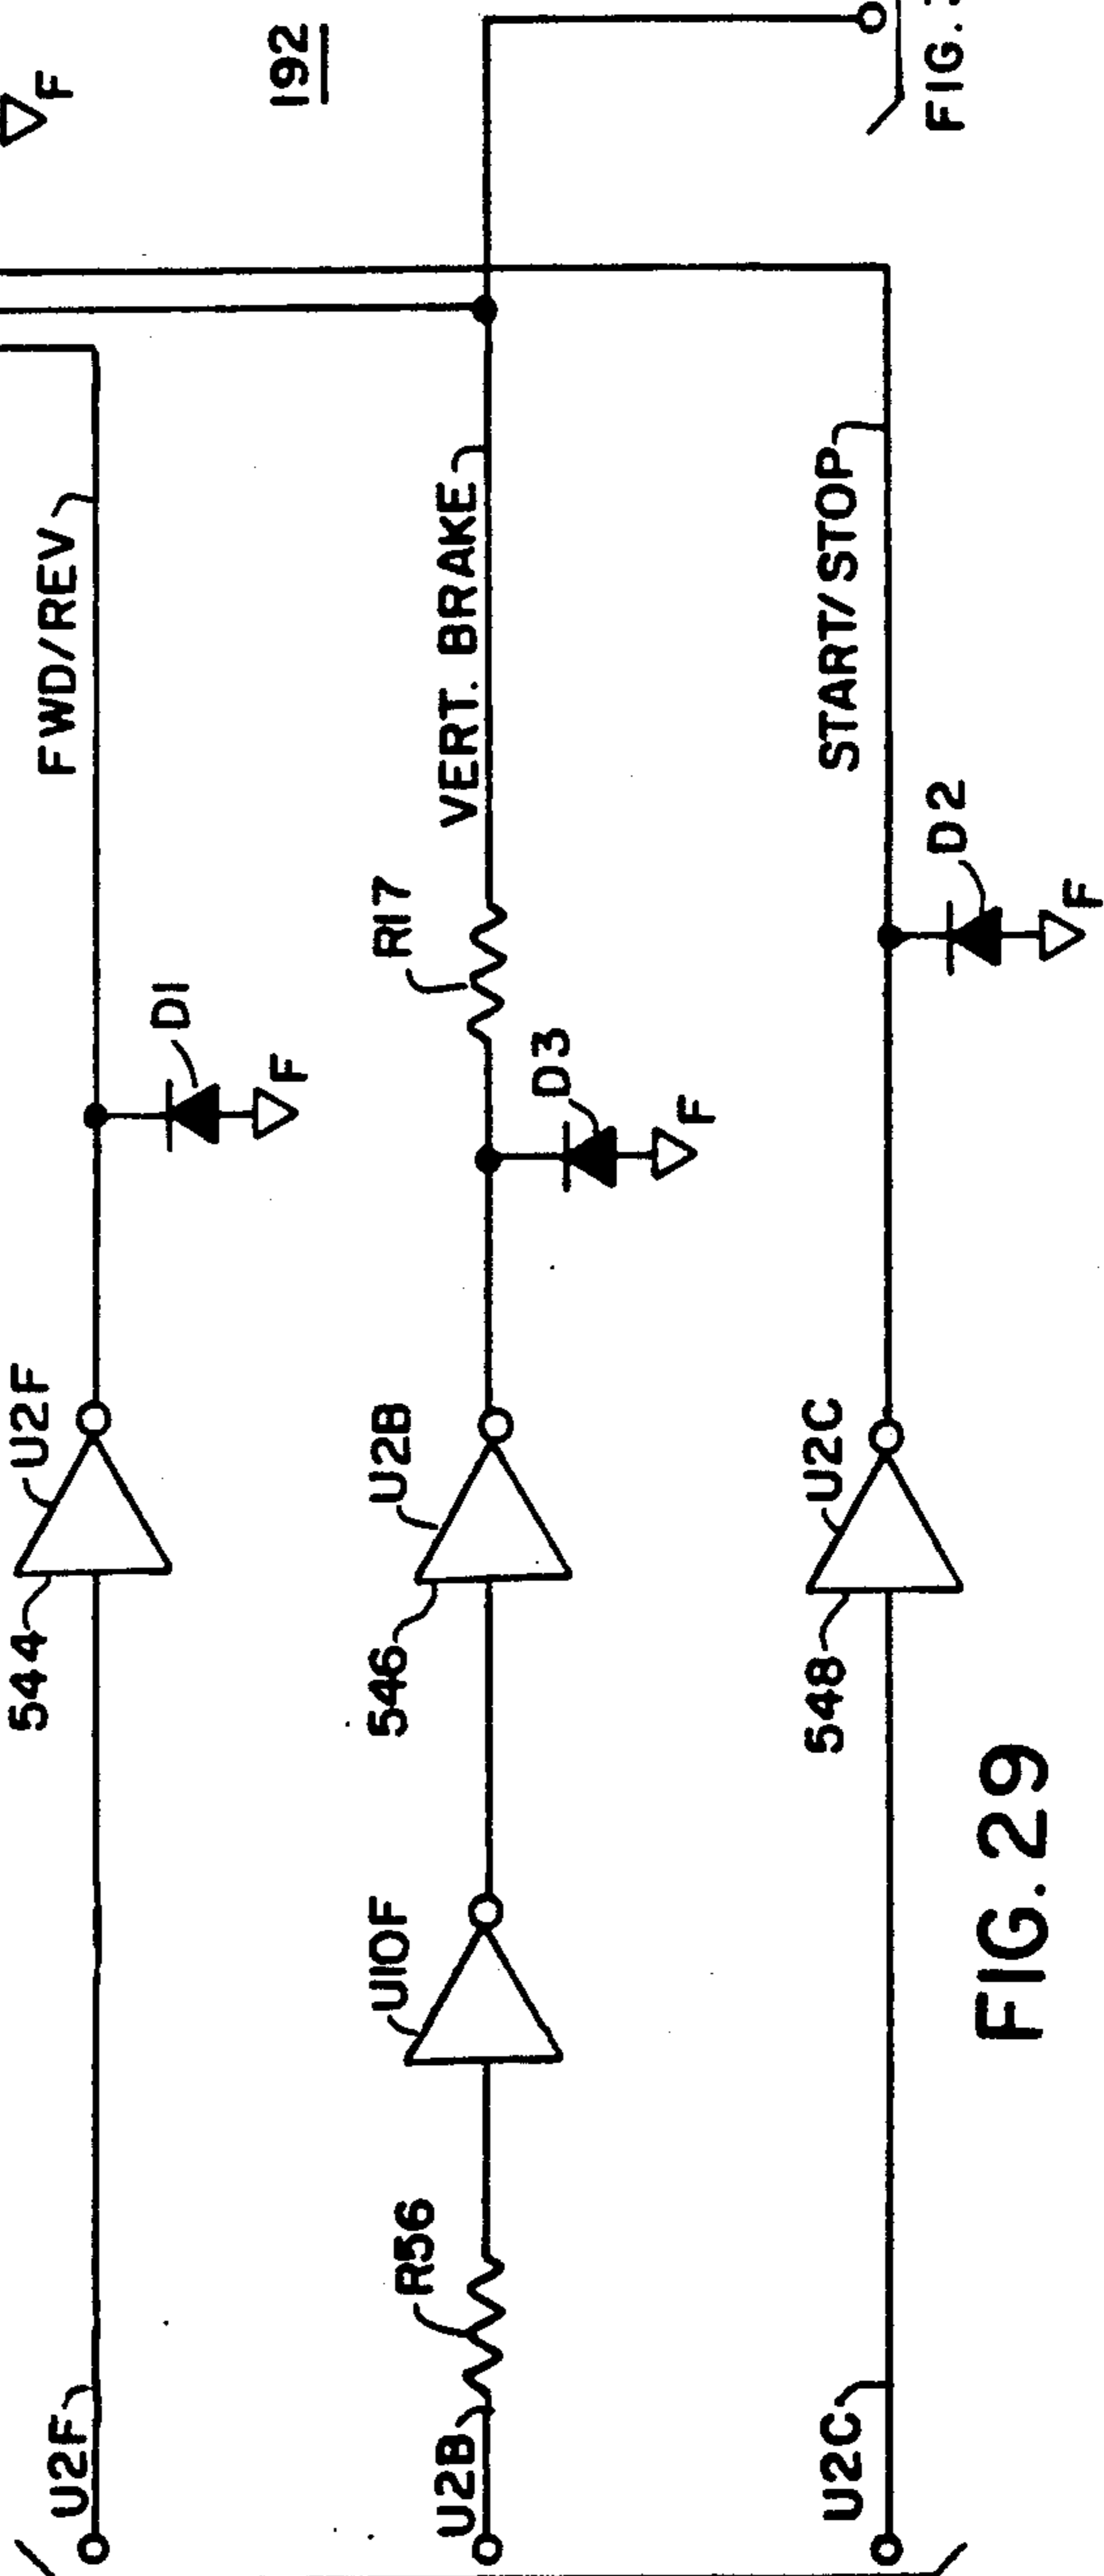 F
192
FIG.
U2F
544
U2F
D1
F
FWD/REV
U2B
R56
U10F
546
U2B
D3
F
R17
VERT. BRAKE
U2C
548
U2C
D2
F
START/STOP
FIG. 29